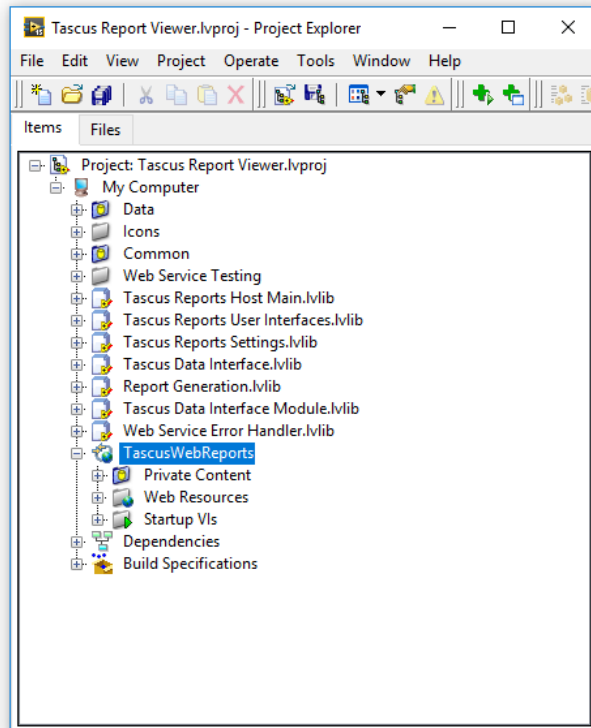 Tascus Report Viewer.lvproj - Project Explorer
File Edit View Project Operate Tools Window Help
Items Files
Project: Tascus Report Viewer.lvproj
My Computer
Data
Icons
Common
Web Service Testing
Tascus Reports Host Main.lvlib
Tascus Reports User Interfaces.lvlib
Tascus Reports Settings.lvlib
Tascus Data Interface.lvlib
Report Generation.lvlib
Tascus Data Interface Module.lvlib
Web Service Error Handler.lvlib
TascusWebReports
Private Content
Web Resources
Startup VIs
Dependencies
Build Specifications